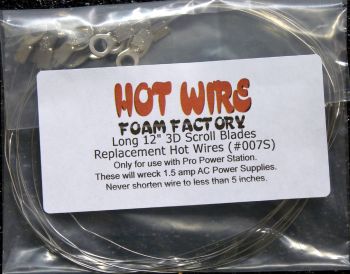 HOT WIRE
FOAM FACTORY
Long 12" 3D Scroll Blades
Replacement Hot Wires (#007S)
Only for use with Pro Power Station.
These will wreck 1.5 amp AC Power Supplies.
Never shorten wire to less than 5 inches.